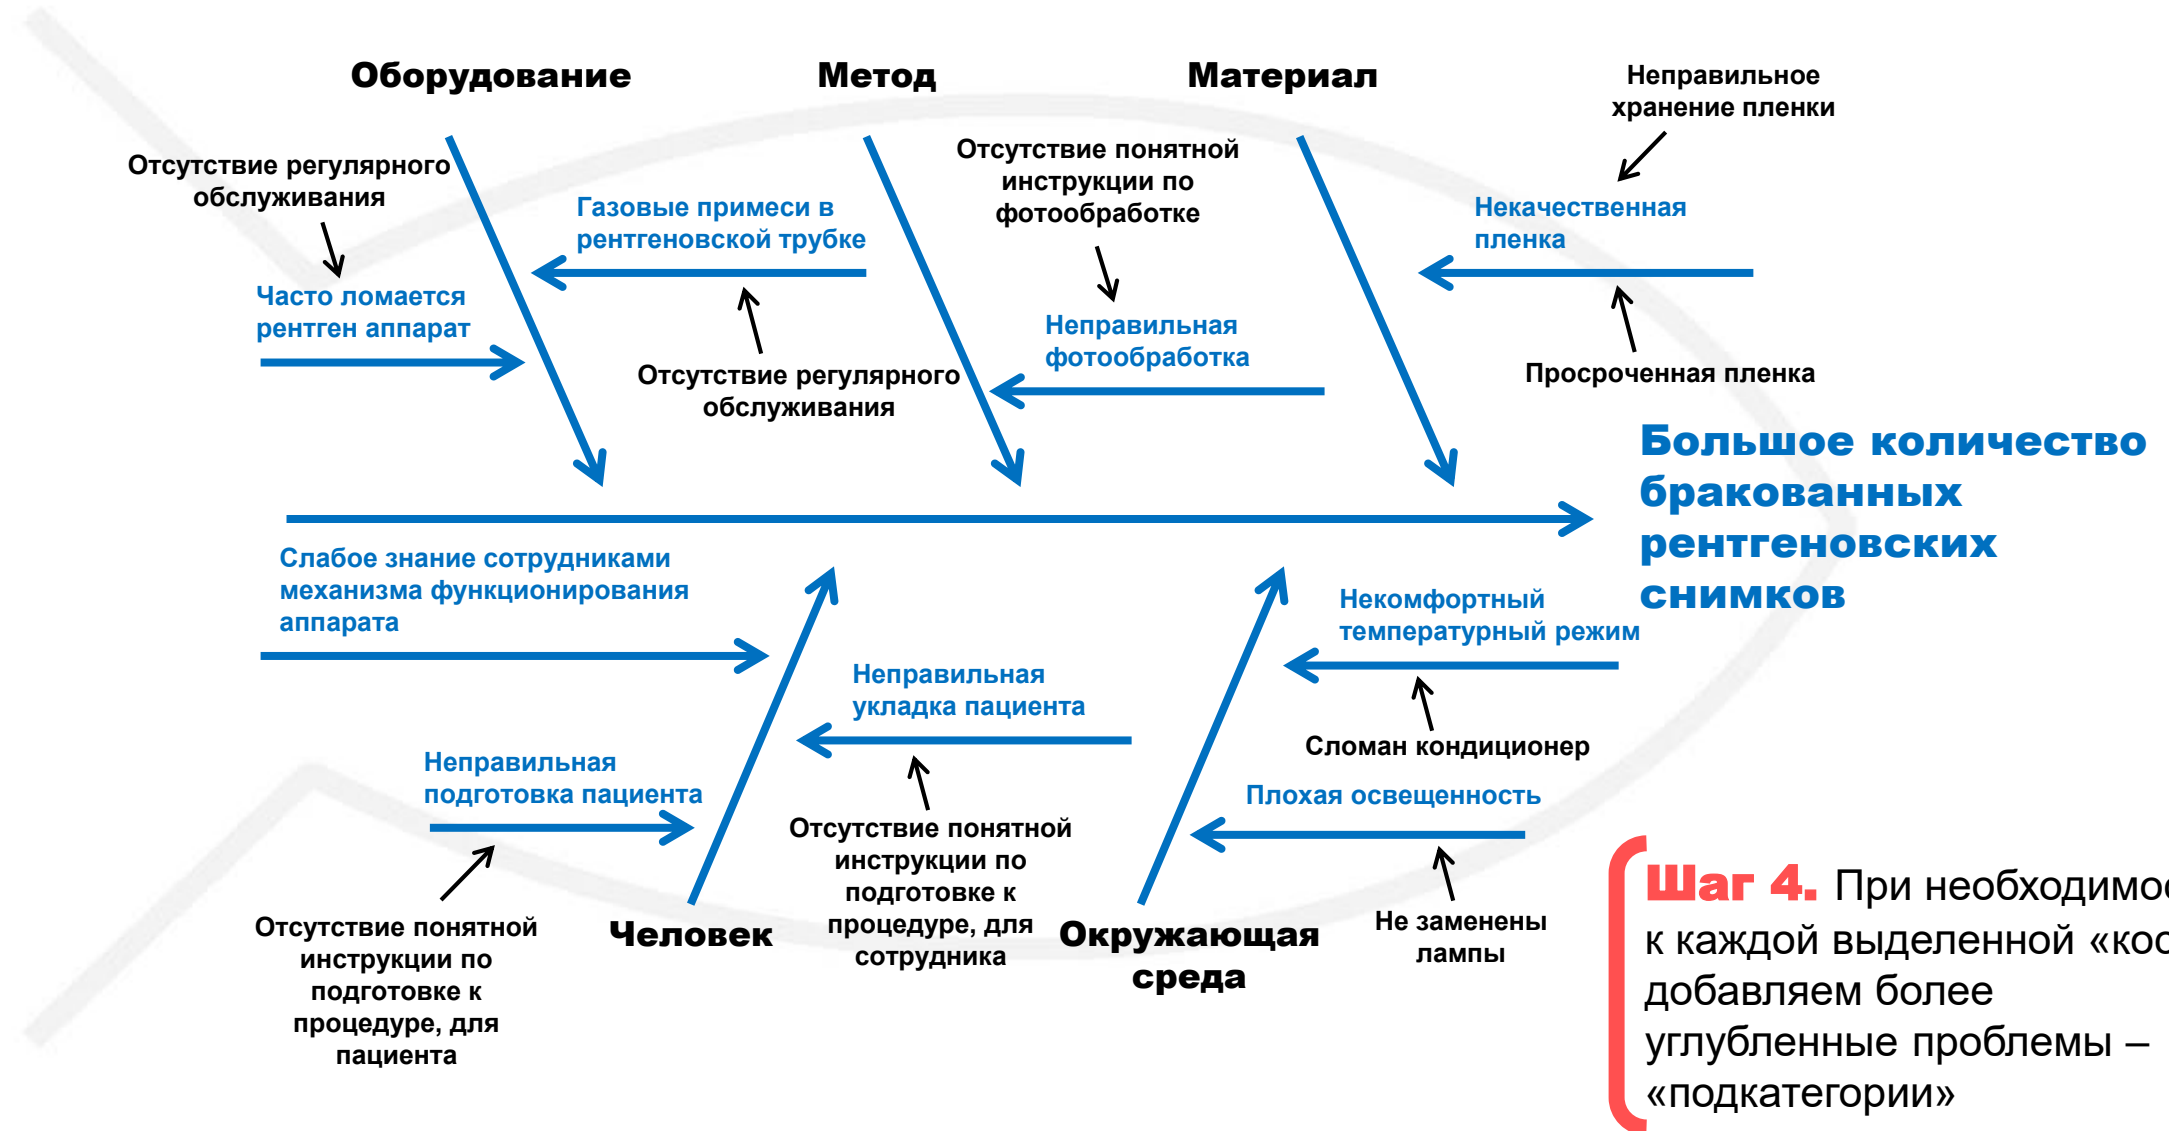 Оборудование
Метод
Материал
Неправильное
хранение пленки
Отсутствие регулярного
обслуживания
Газовые примеси в
рентгеновской трубке
Отсутствие понятной
инструкции по
фотообработке
Некачественная
пленка
Часто ломается
рентген аппарат
Отсутствие регулярного
обслуживания
Неправильная
фотообработка
Просроченная пленка
Большое количество
бракованных
рентгеновских
снимков
Слабое знание сотрудниками
механизма функционирования
аппарата
Некомфортный
температурный режим
Неправильная
укладка пациента
Сломан кондиционер
Неправильная
подготовка пациента
Плохая освещенность
Отсутствие понятной
инструкции по
подготовке к
процедуре, для
сотрудника
Отсутствие понятной
инструкции по
подготовке к
процедуре, для
пациента
Человек
Окружающая
среда
Не заменены
лампы
Шаг 4. При
к каждой выделенной
добавляем более
углубленные проблемы –
«подкатегории»